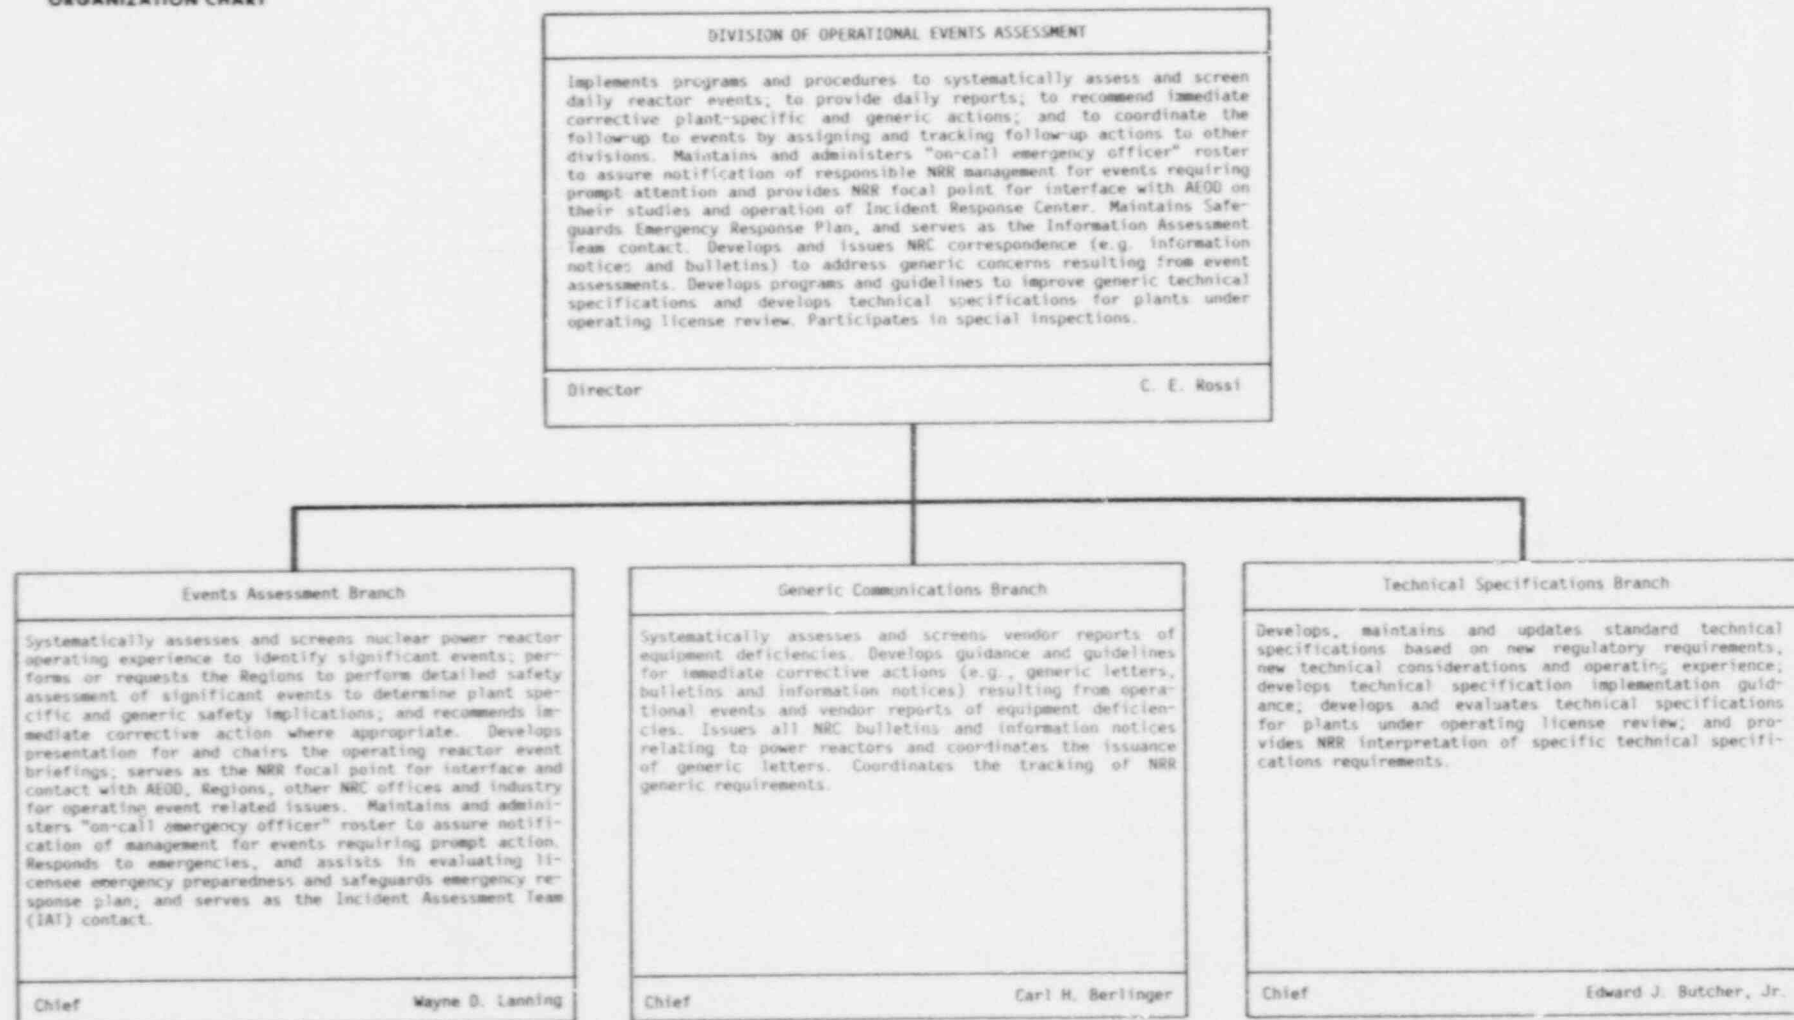 ORGANIZATION CHART
DIVISION OF OPERATIONAL EVENTS ASSESSMENT
Implements programs and procedures to systematically assess and screen
daily reactor events; to provide daily reports; to recommend immediate
corrective plant-specific and generic actions; and to coordinate the
follow-up to events by assigning and tracking follow-up actions to other
divisions. Maintains and administers "on-call emergency officer" roster
to assure notification of responsible NRR management for events requiring
prompt attention and provides NRR focal point for interface with AEOD on
their studies and operation of Incident Response Center. Maintains Safe-
guards Emergency Response Plan, and serves as the Information Assessment
Team contact. Develops and issues NRC correspondence (e.g. information
notices and bulletins) to address generic concerns resulting from event
assessments. Develops programs and guidelines to improve generic technical
specifications and develops technical specifications for plants under
operating license review. Participates in special inspections.
Director C. E. Rossi
Events Assessment Branch
Systematically assesses and screens nuclear power reactor
operating experience to identify significant events; per-
forms or requests the Regions to perform detailed safety
assessment of significant events to determine plant spe-
cific and generic safety implications, and recommends im-
mediate corrective action where appropriate. Develops
presentation for and chairs the operating reactor event
briefings; serves as the NRR focal point for interface and
contact with AEOD, Regions, other NRC offices and industry
for operating event related issues. Maintains and admini-
sters "on-call emergency officer" roster to assure notifi-
cation of management for events requiring prompt action.
Responds to emergencies, and assists in evaluating li-
censee emergency preparedness and safeguards emergency re-
sponse plan; and serves as the Incident Assessment Team
(IAT) contact.
Chief Wayne D. Lanning
Generic Communications Branch
Systematically assesses and screens vendor reports of
equipment deficiencies. Develops guidance and guidelines
for immediate corrective actions (e.g., generic letters,
bulletins and information notices) resulting from opera-
tional events and vendor reports of equipment deficien-
cies. Issues all NRC bulletins and information notices
relating to power reactors and coordinates the issuance
of generic letters. Coordinates the tracking of NRR
generic requirements.
Chief Carl H. Berlinger
Technical Specifications Branch
Develops, maintains and updates standard technical
specifications based on new regulatory requirements,
new technical considerations and operating experience;
develops technical specification implementation guid-
ance; develops and evaluates technical specifications
for plants under operating license review; and pro-
vides NRR interpretation of specific technical specifi-
cations requirements.
Chief Edward J. Butcher, Jr.